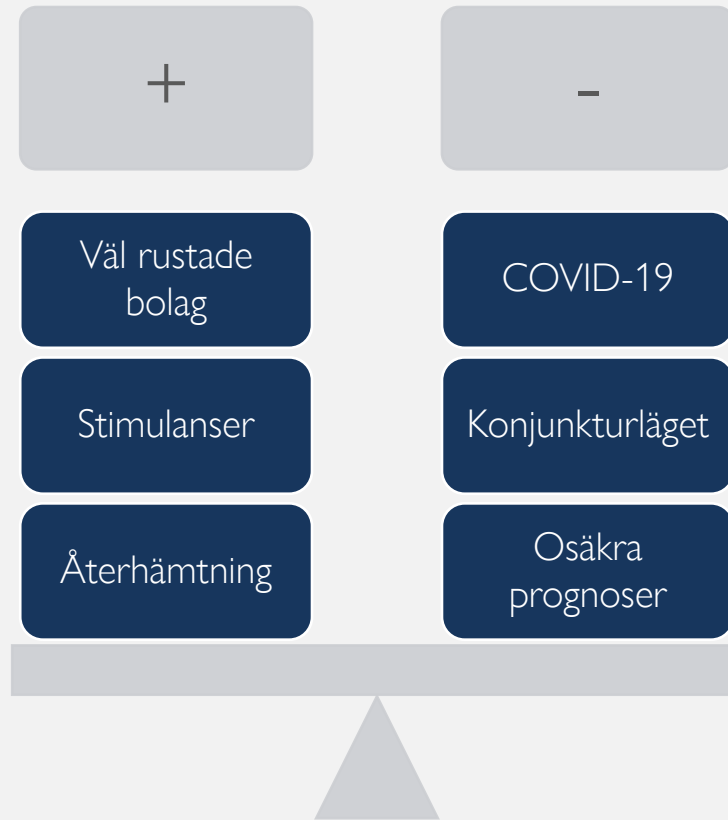 +
-
Väl rustade
bolag
COVID-19
Stimulanser
Konjunkturläget
Återhämtning
Osäkra
prognoser